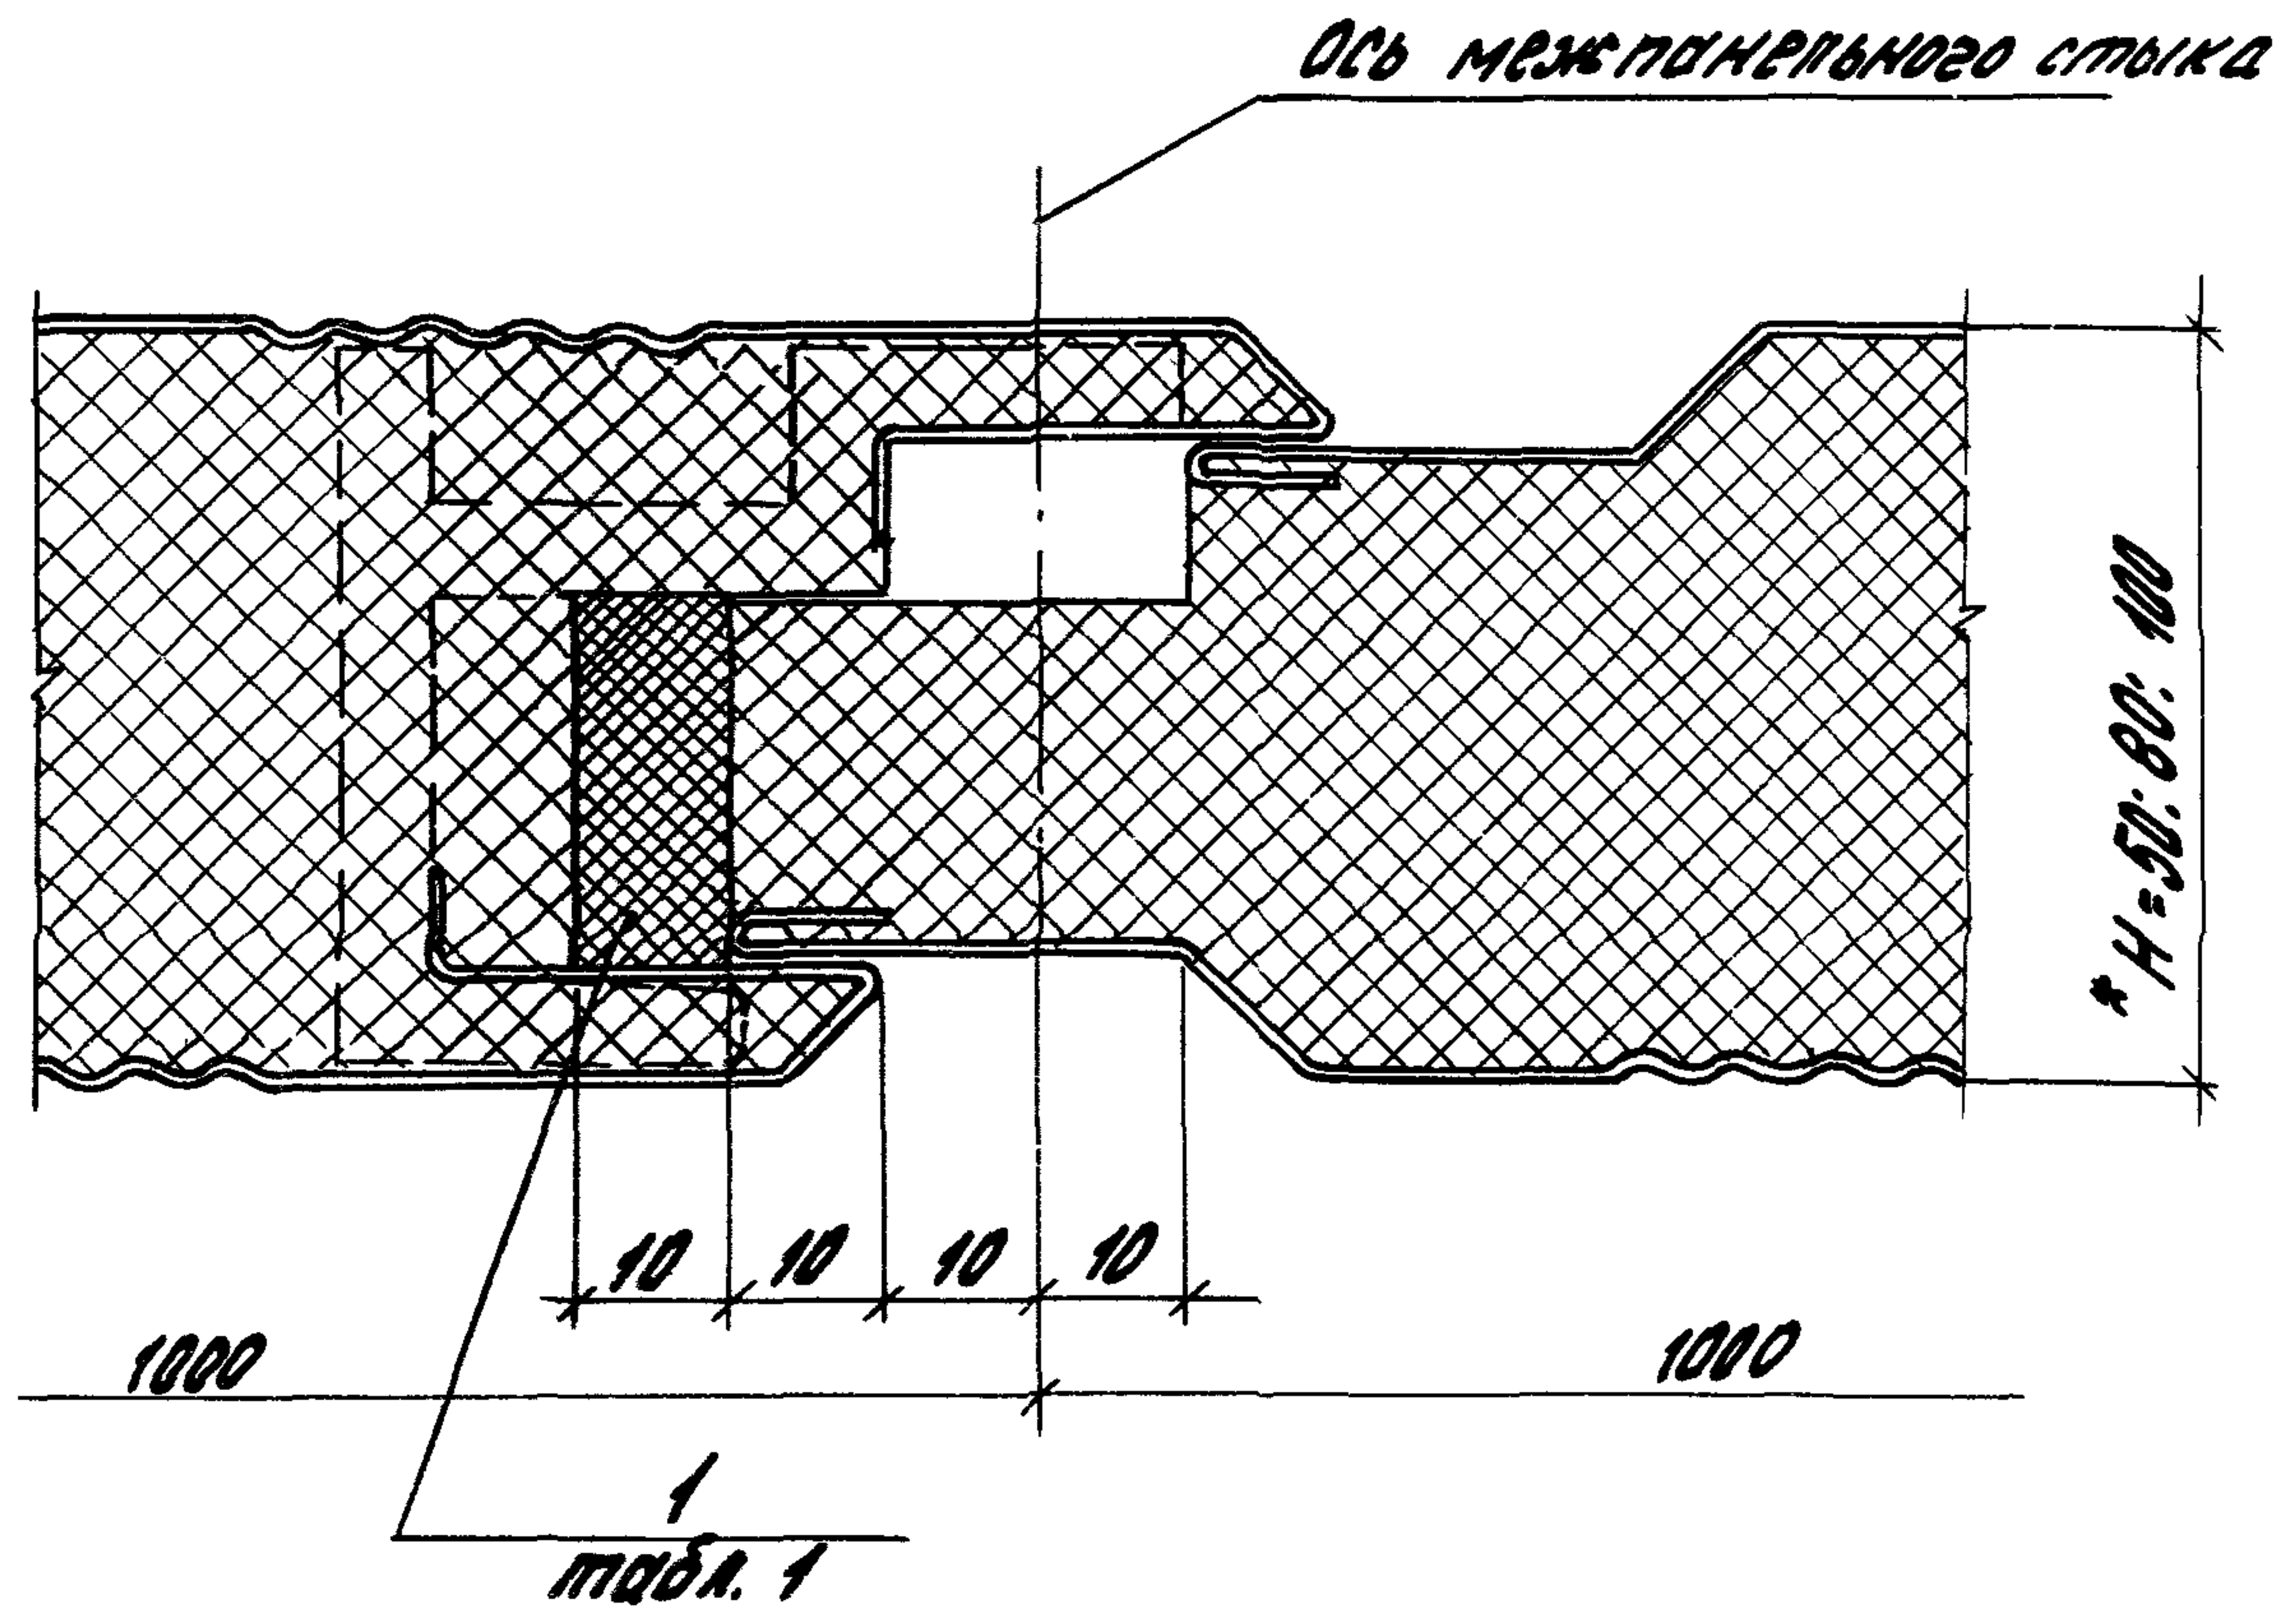 Ось межпанельного стыка
* H=50; 80; 100
10 10 10 10
1000 1000
1
табл. 1